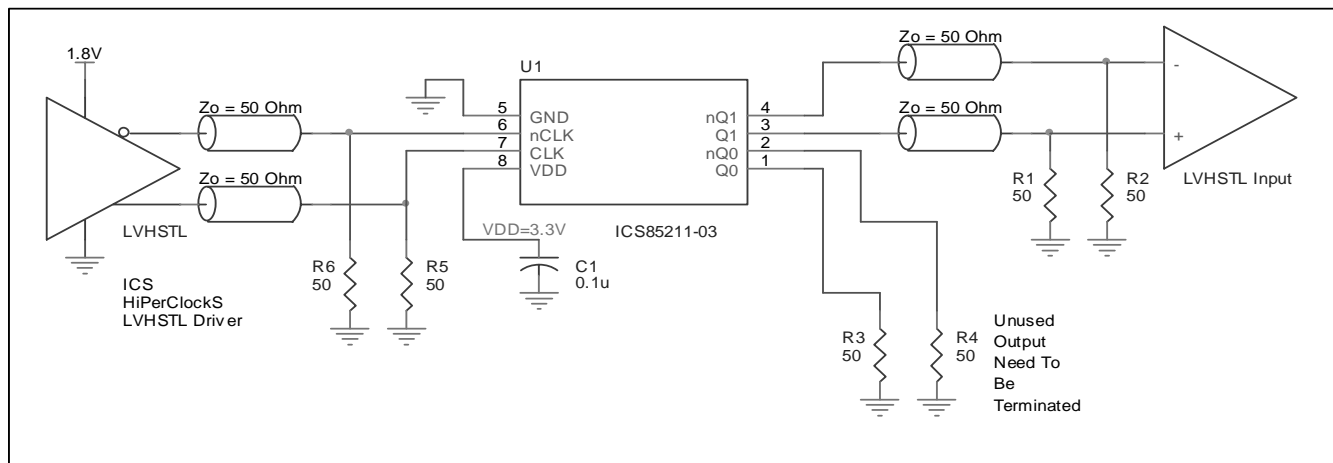 1.8V
Zo = 50 Ohm
Zo = 50 Ohm
LVHSTL
ICS
HiPerClockS
LVHSTL Driver
R6
50
R5
50
U1
5
6
7
8
GND
nCLK
CLK
VDD
nQ1
Q1
nQ0
Q0
4
3
2
1
ICS85211-03
VDD=3.3V
C1
0.1u
Zo = 50 Ohm
Zo = 50 Ohm
-
+
LVHSTL Input
R1
50
R2
50
R3
50
R4
50
Unused
Output
Need To
Be
Terminated